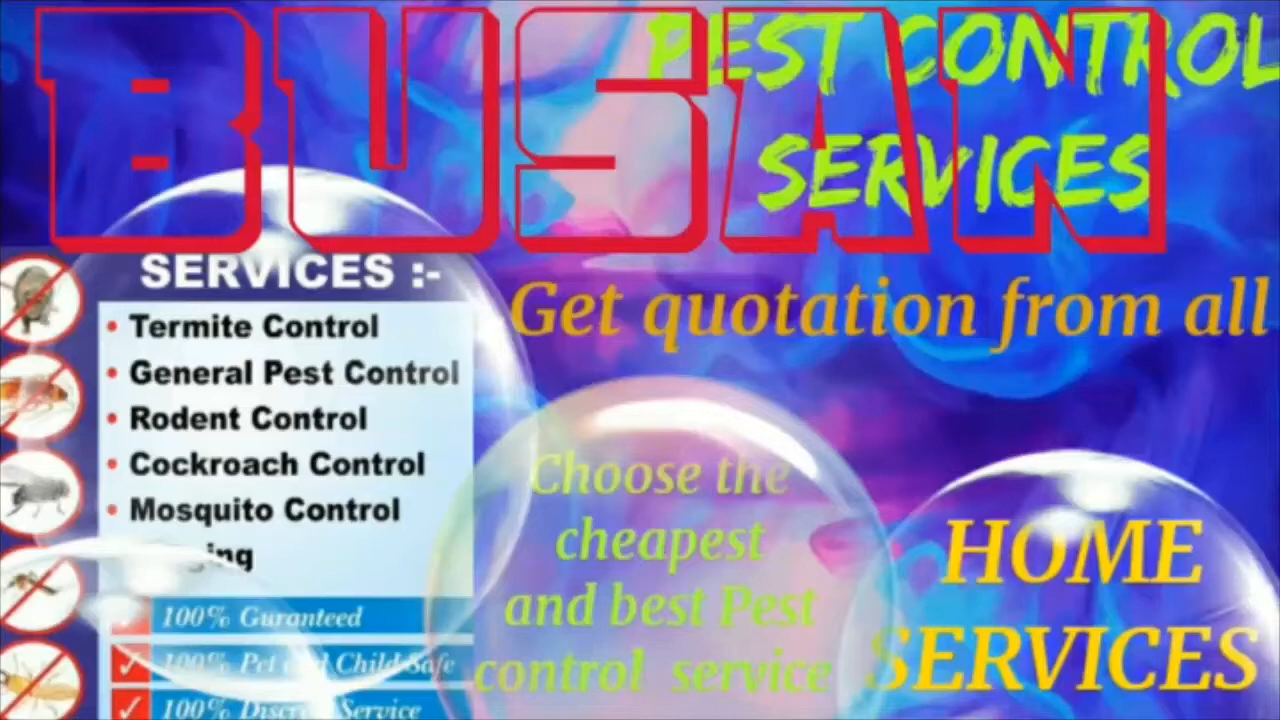 BUSAN
PEST CONTROL
SERVICES
SERVICES :-
• Termite Control
• General Pest Control
• Rodent Control
• Cockroach Control
• Mosquito Control
100% Guranteed
100% Pet and Child Safe
100% Discreet Service
Get quotation from all
Choose the
cheapest
and best Pest
control service
HOME
SERVICES